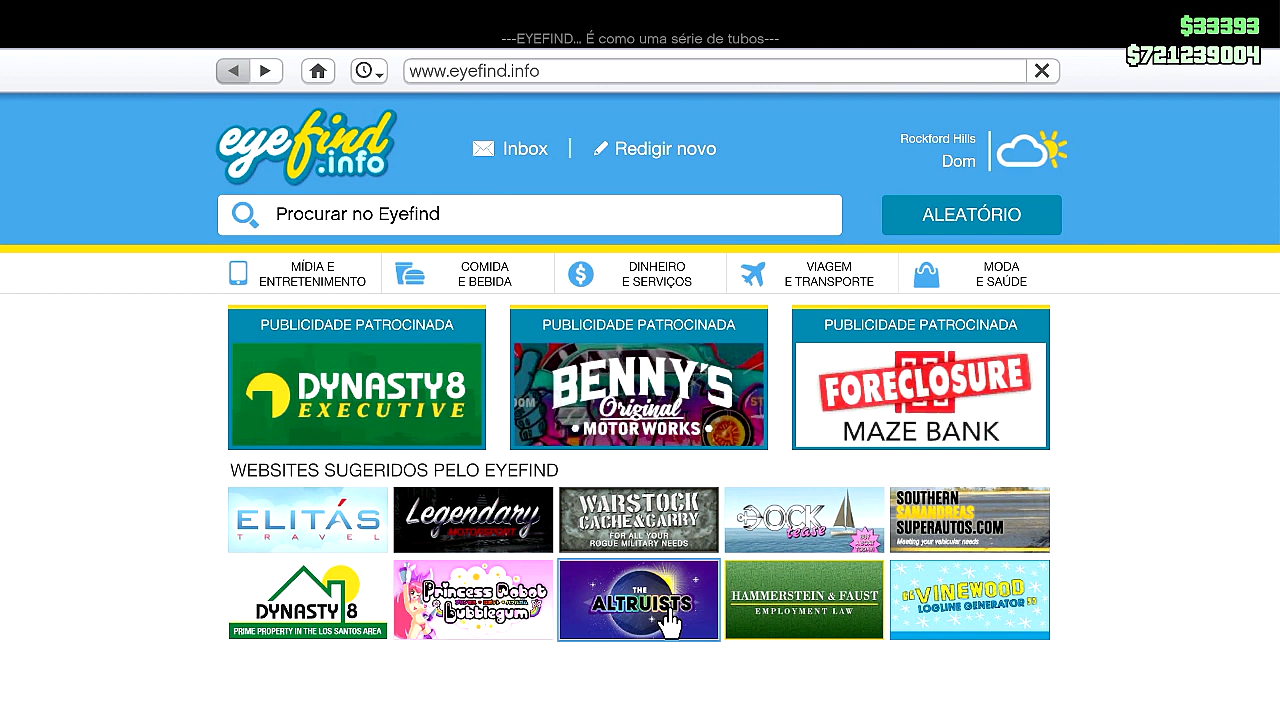 ---EYEFIND... É como uma série de tubos---
$33393
$721239004
www.eyefind.info
eyefind
.info
Inbox
Redigir novo
Rockford Hills
Dom
Procurar no Eyefind
ALEATÓRIO
MÍDIA E
ENTRETENIMENTO
COMIDA
E BEBIDA
DINHEIRO
E SERVIÇOS
VIAGEM
E TRANSPORTE
MODA
E SAÚDE
PUBLICIDADE PATROCINADA
DYNASTY 8
EXECUTIVE
PUBLICIDADE PATROCINADA
BENNY'S
Original
MOTOR WORKS
PUBLICIDADE PATROCINADA
FORECLOSURE
MAZE BANK
WEBSITES SUGERIDOS PELO EYEFIND
ELITÁS
TRAVEL
Legendary
MOTORSPORT
WARSTOCK
CACHE & CARRY
FOR ALL YOUR
ROGUE MILITARY NEEDS
DOCK
tease
SOUTHERN
SANANDREAS
SUPERAUTOS.COM
Meeting your vehicular needs
DYNASTY 8
PRIME PROPERTY IN THE LOS SANTOS AREA
Princess Robot
Bubblegum
THE
ALTRUISTS
HAMMERSTEIN & FAUST
EMPLOYMENT LAW
"VINEWOOD
LOGLINE GENERATOR"